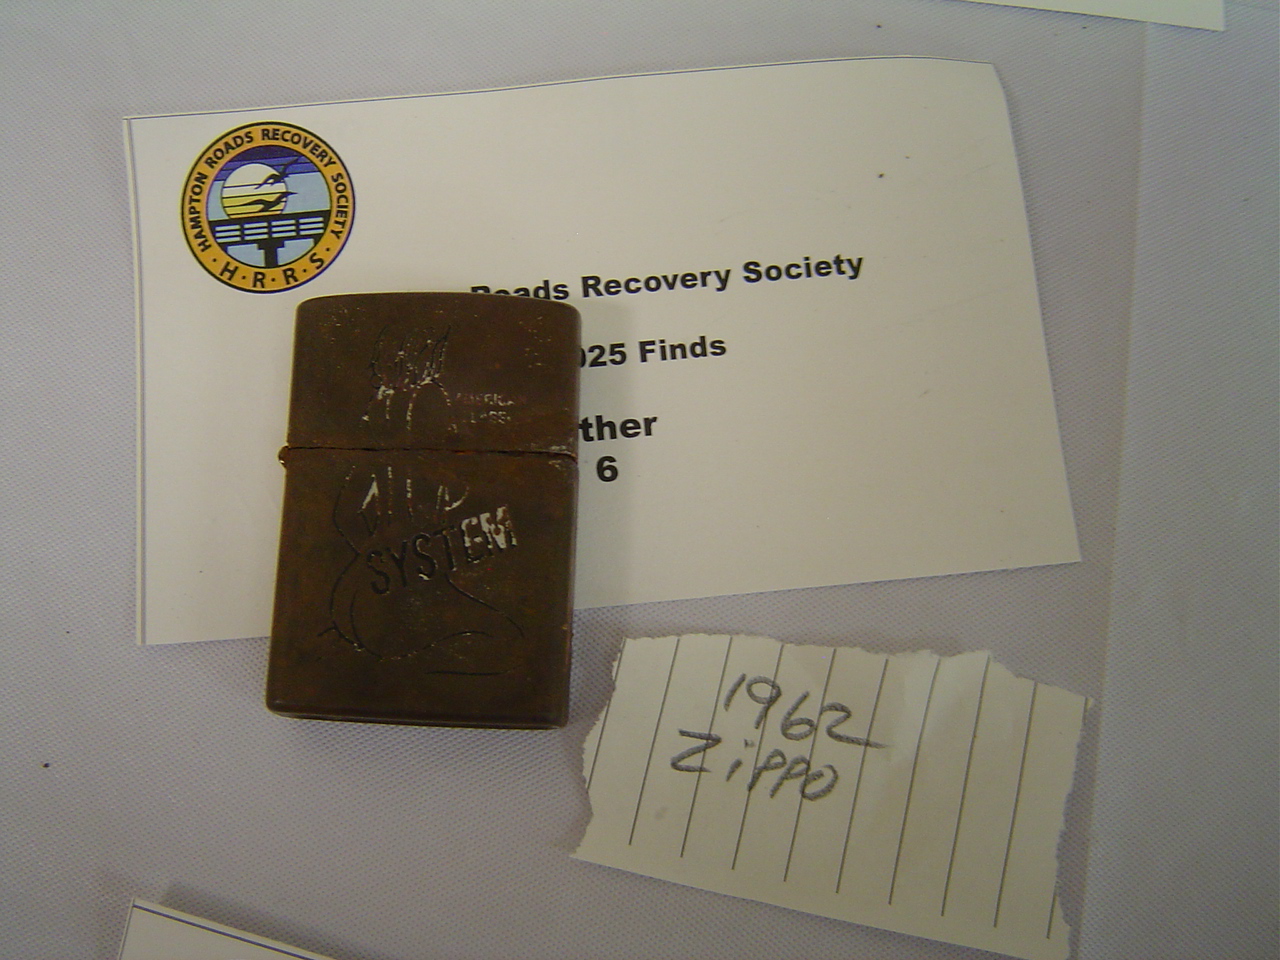 HAMPTON ROADS RECOVERY SOCIETY
· H · R · R · S ·
Roads Recovery Society
025 Finds
ther
6
SYSTEM
1962
Zippo